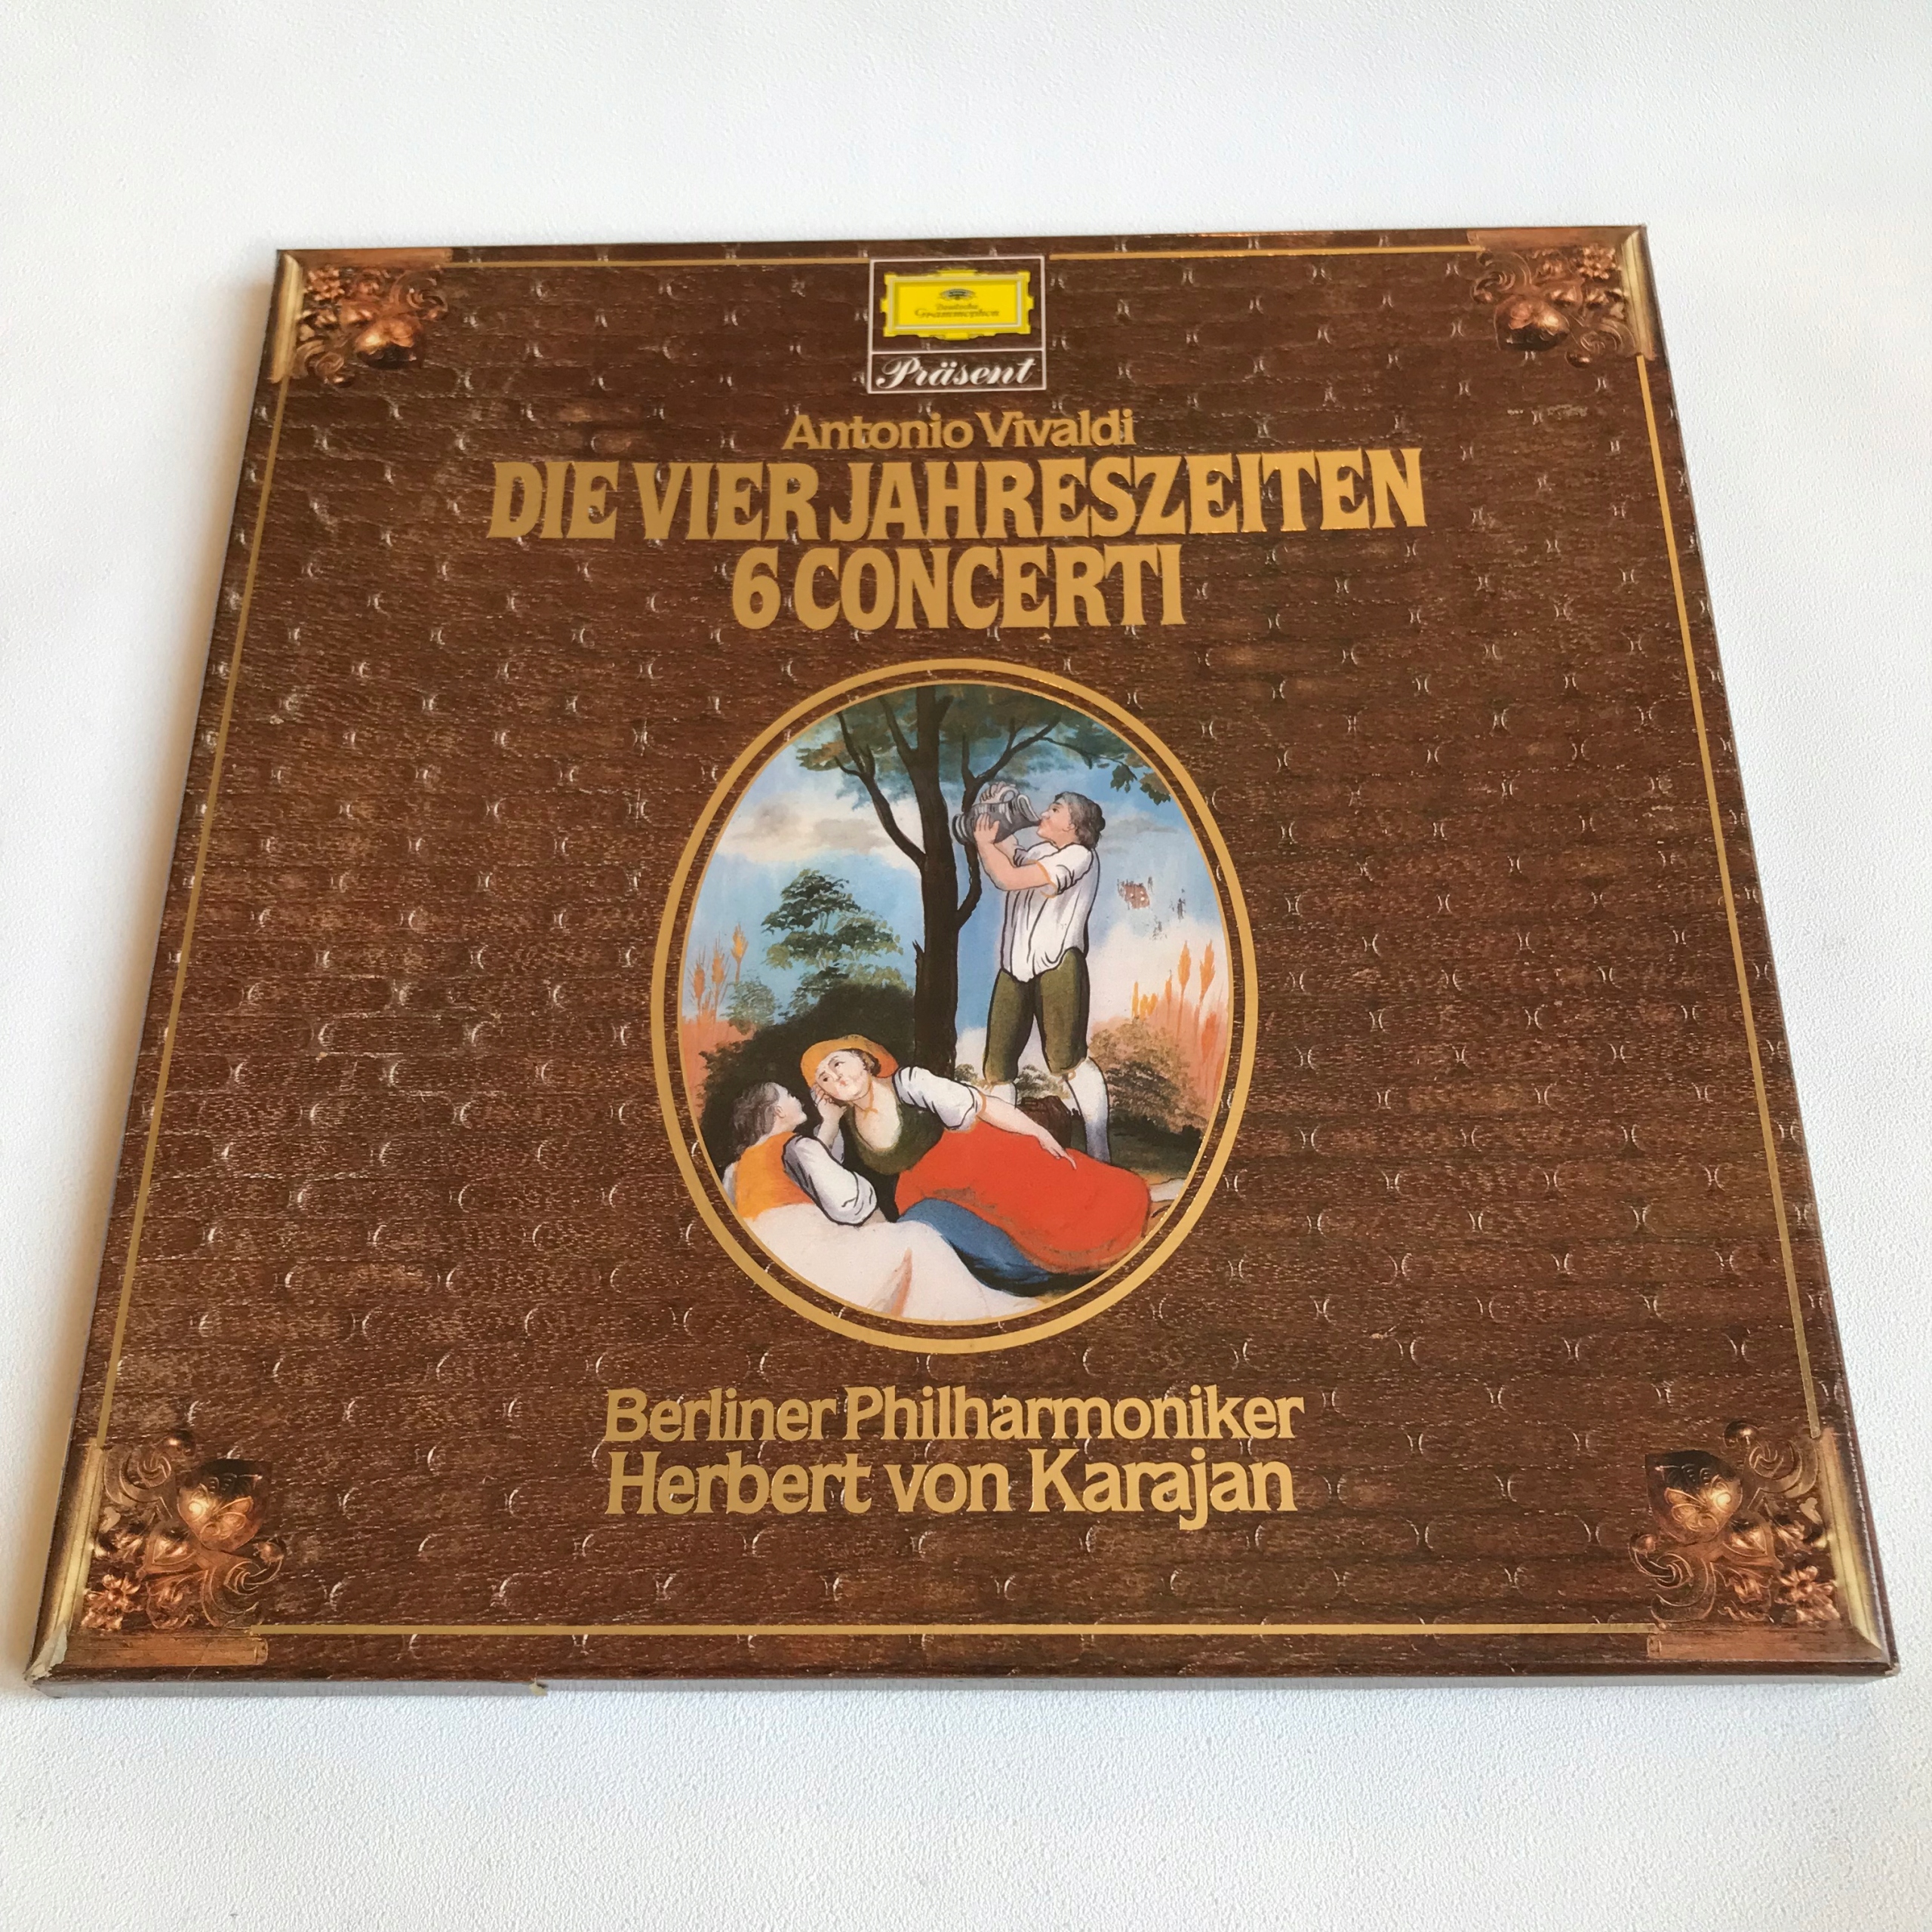 Deutsche
Grammophon
Präsent
Antonio Vivaldi
DIE VIER JAHRESZEITEN
6 CONCERTI
Berliner Philharmoniker
Herbert von Karajan